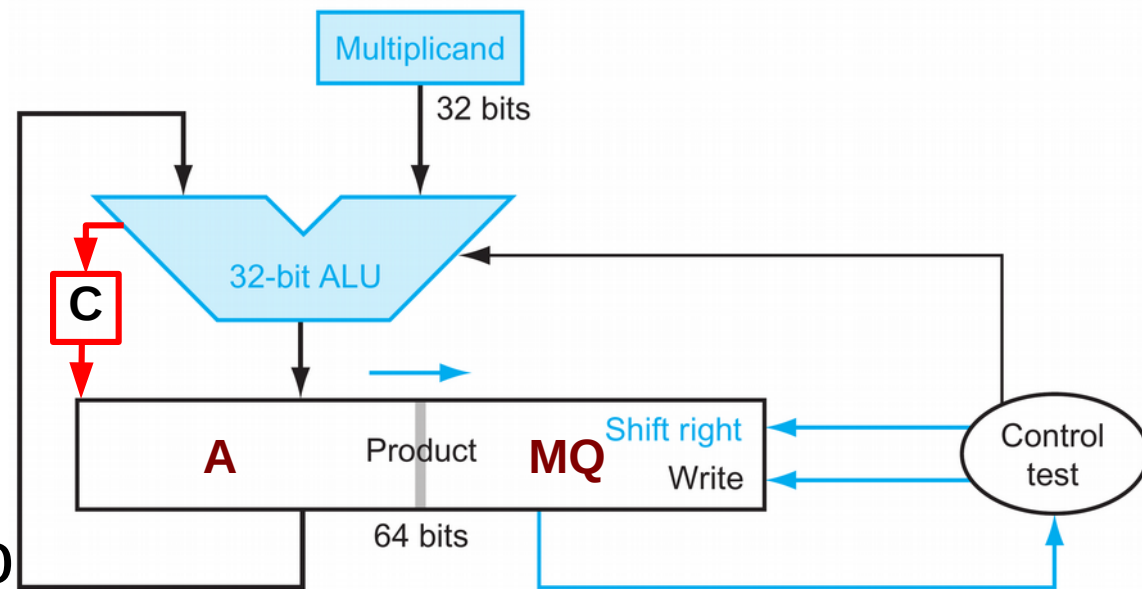 Multiplicand
32 bits
32-bit ALU
C
A
Product
MQ
Shift right
Write
Control
test
64 bits